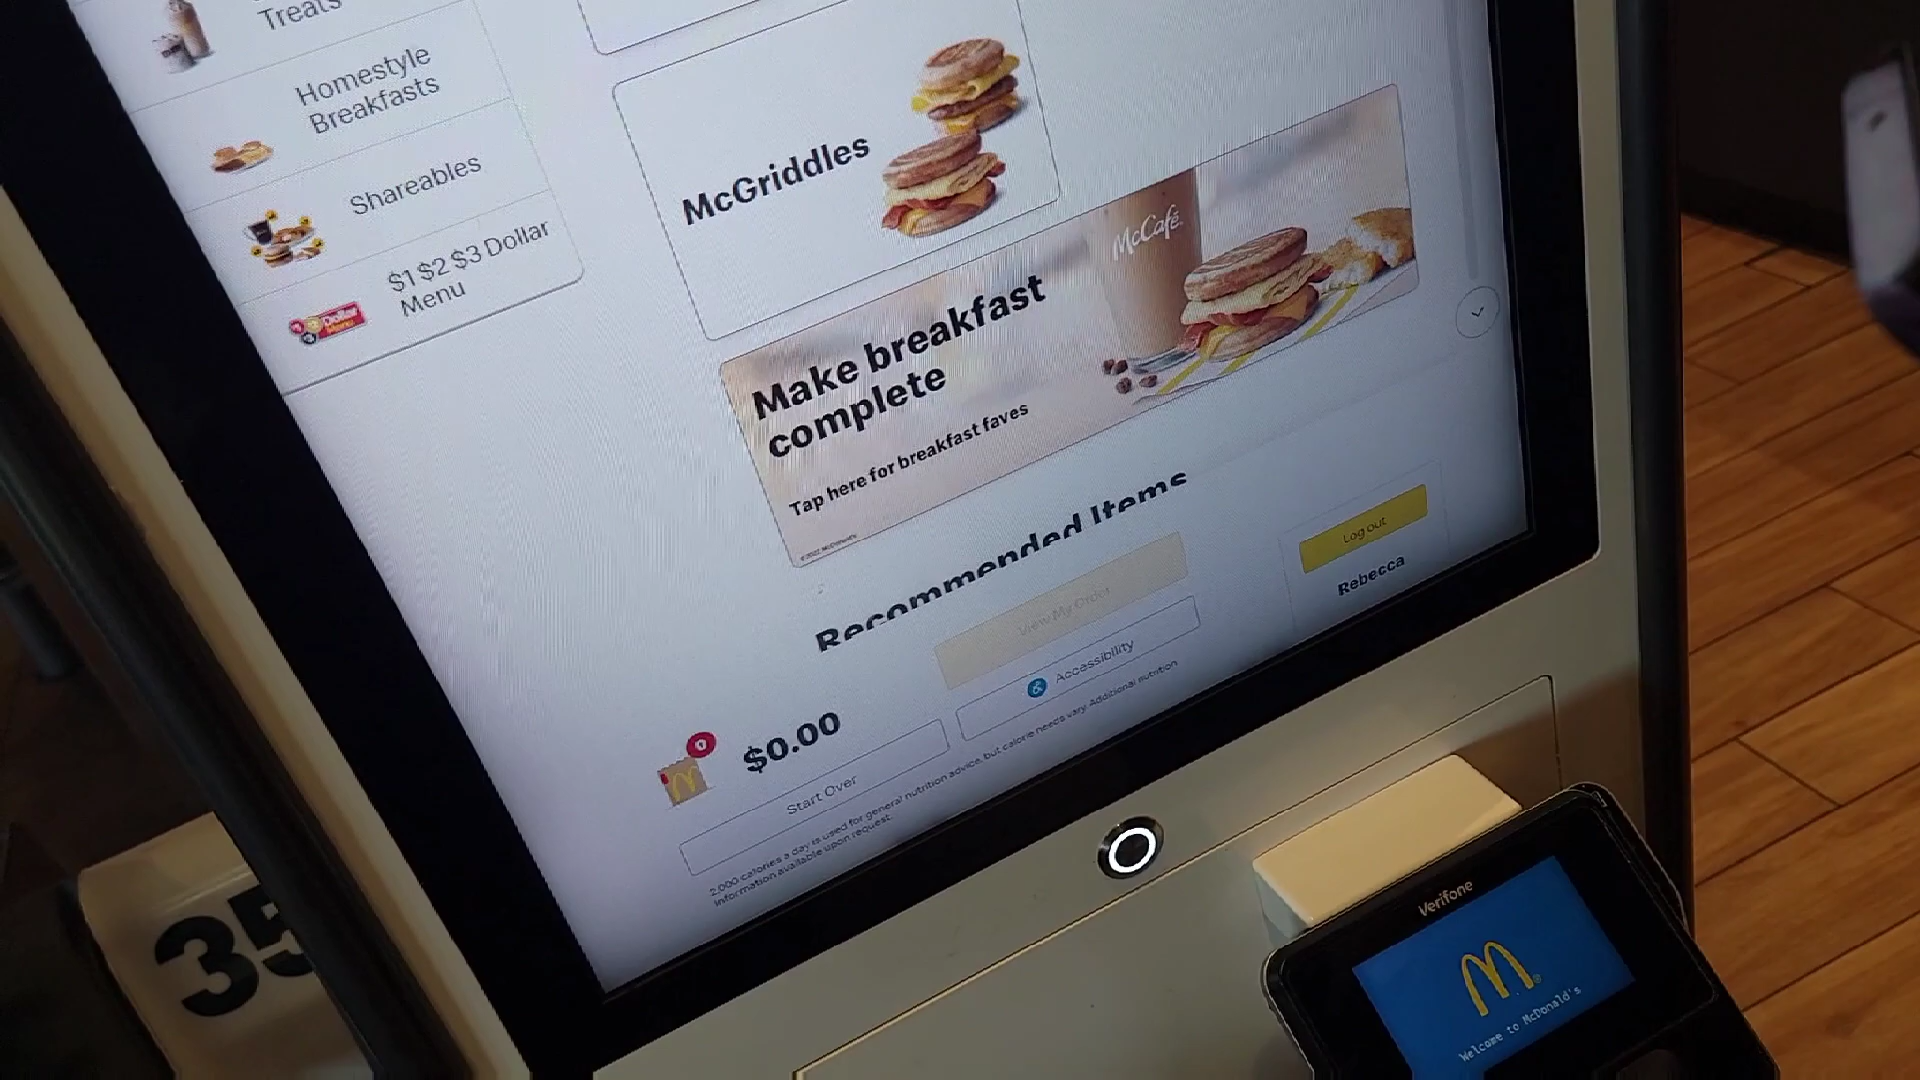 Treats
Homestyle
Breakfasts
Shareables
$1 $2 $3 Dollar
Menu
Dollar
Menu
McGriddles
McCafé
Make breakfast
complete
Tap here for breakfast faves
Recommended Items
View My Order
Log out
Rebecca
Accessibility
0
$0.00
Start Over
2,000 calories a day is used for general nutrition advice, but calorie needs vary. Additional nutrition
information available upon request.
35
Verifone
Welcome to McDonald's